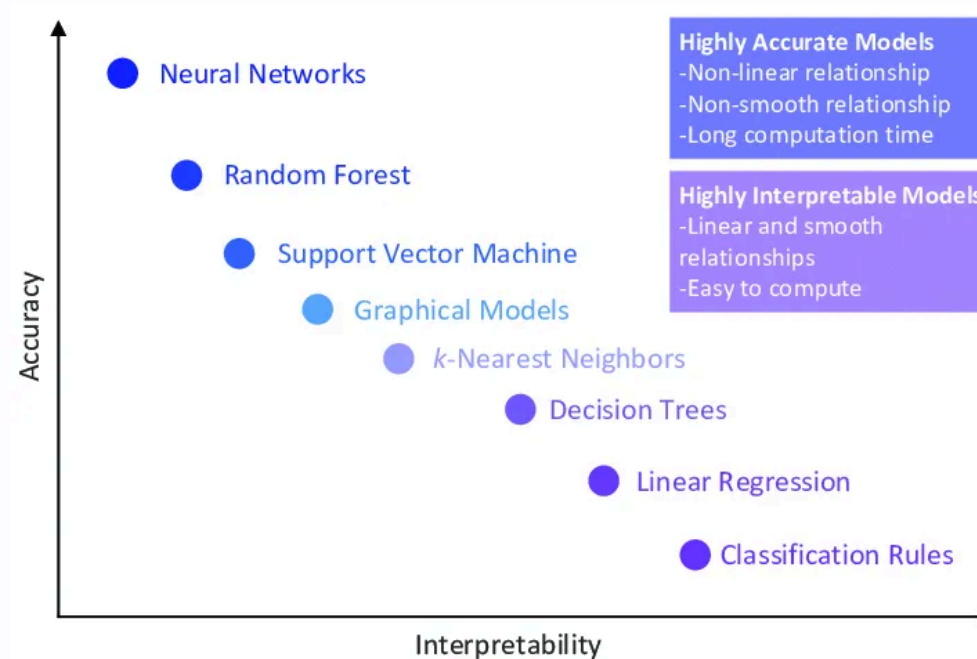 Neural Networks
Random Forest
Support Vector Machine
Graphical Models
k-Nearest Neighbors
Decision Trees
Linear Regression
Classification Rules
Highly Accurate Models
-Non-linear relationship
-Non-smooth relationship
-Long computation time
Highly Interpretable Models
-Linear and smooth
relationships
-Easy to compute
Accuracy
Interpretability